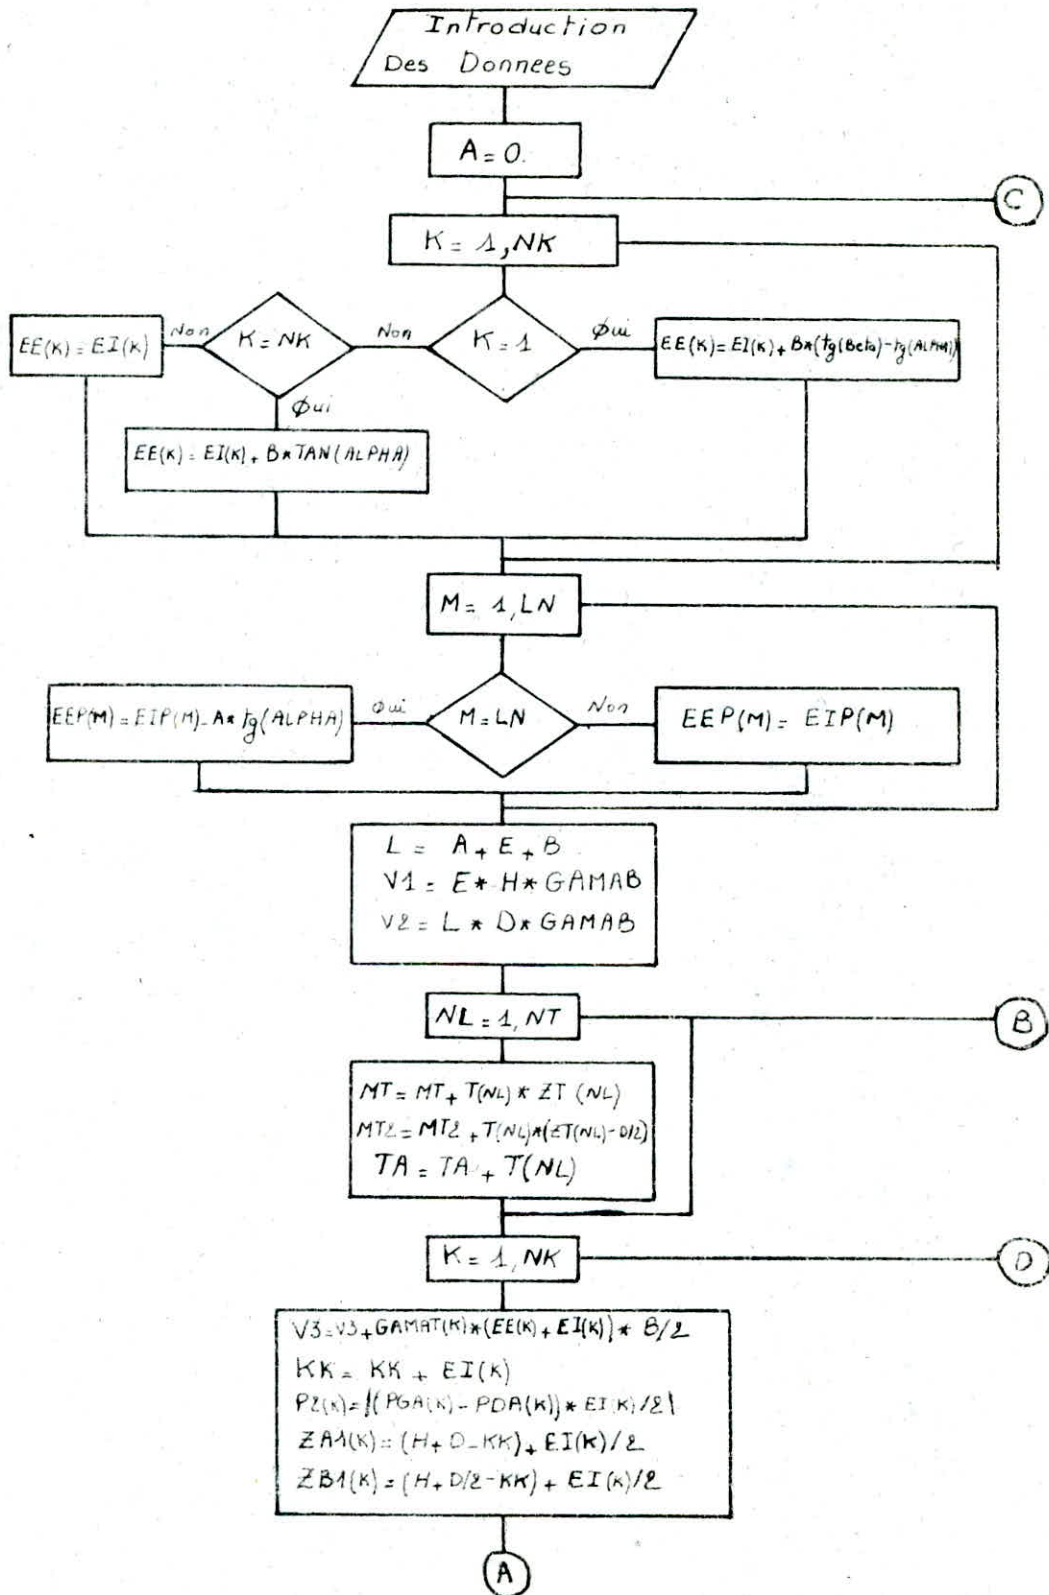 Introduction
Des Donnees
A = 0.
C
K = 1, NK
EE(K) = EI(K)
Non
K = NK
Non
K = 1
Oui
EE(K) = EI(K) + B*(tg(Beta) - tg(ALPHA))
Oui
EE(K) = EI(K) + B*TAN(ALPHA)
M = 1, LN
EEP(M) = EIP(M) - A* tg(ALPHA)
Oui
M = LN
Non
EEP(M) = EIP(M)
L = A + E + B
V1 = E* H* GAMAB
V2 = L * D* GAMAB
NL = 1, NT
B
MT = MT + T(NL) * ZT (NL)
MT2 = MT2 + T(NL)*(ZT(NL) - D/2)
TA = TA + T(NL)
K = 1, NK
D
V3 = V3 + GAMAT(K)*(EE(K) + EI(K)) * B/2
KK = KK + EI(K)
P2(K) = |(PGA(K) - PDA(K)) * EI(K)/2|
ZA1(K) = (H + D - KK) + EI(K)/2
ZB1(K) = (H + D/2 - KK) + EI(K)/2
A